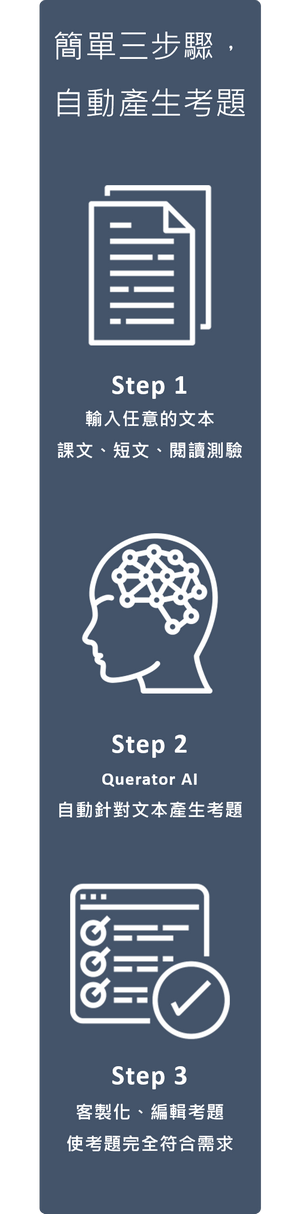 簡單三步驟，
自動產生考題
Step 1
輸入任意的文本
課文、短文、閱讀測驗
Step 2
Querator AI
自動針對文本產生考題
Step 3
客製化、編輯考題
使考題完全符合需求